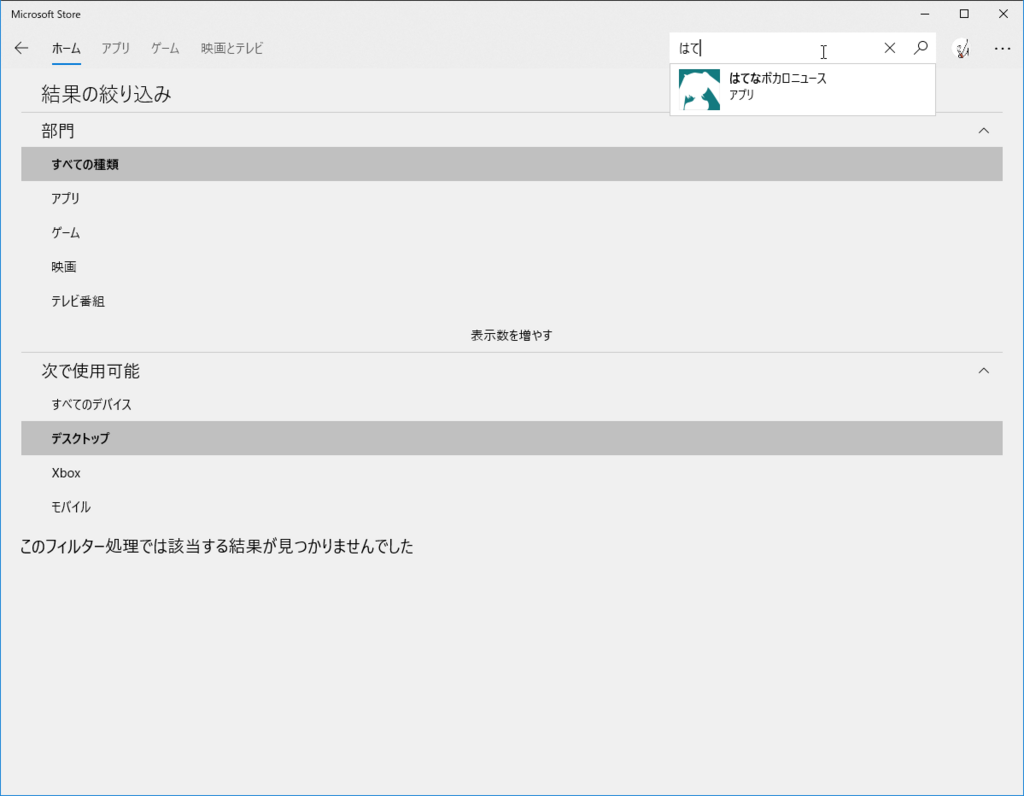 Microsoft Store
ホーム アプリ ゲーム 映画とテレビ
はて
はてなボカロニュース
アプリ
結果の絞り込み
部門
すべての種類
アプリ
ゲーム
映画
テレビ番組
表示数を増やす
次で使用可能
すべてのデバイス
デスクトップ
Xbox
モバイル
このフィルター処理では該当する結果が見つかりませんでした